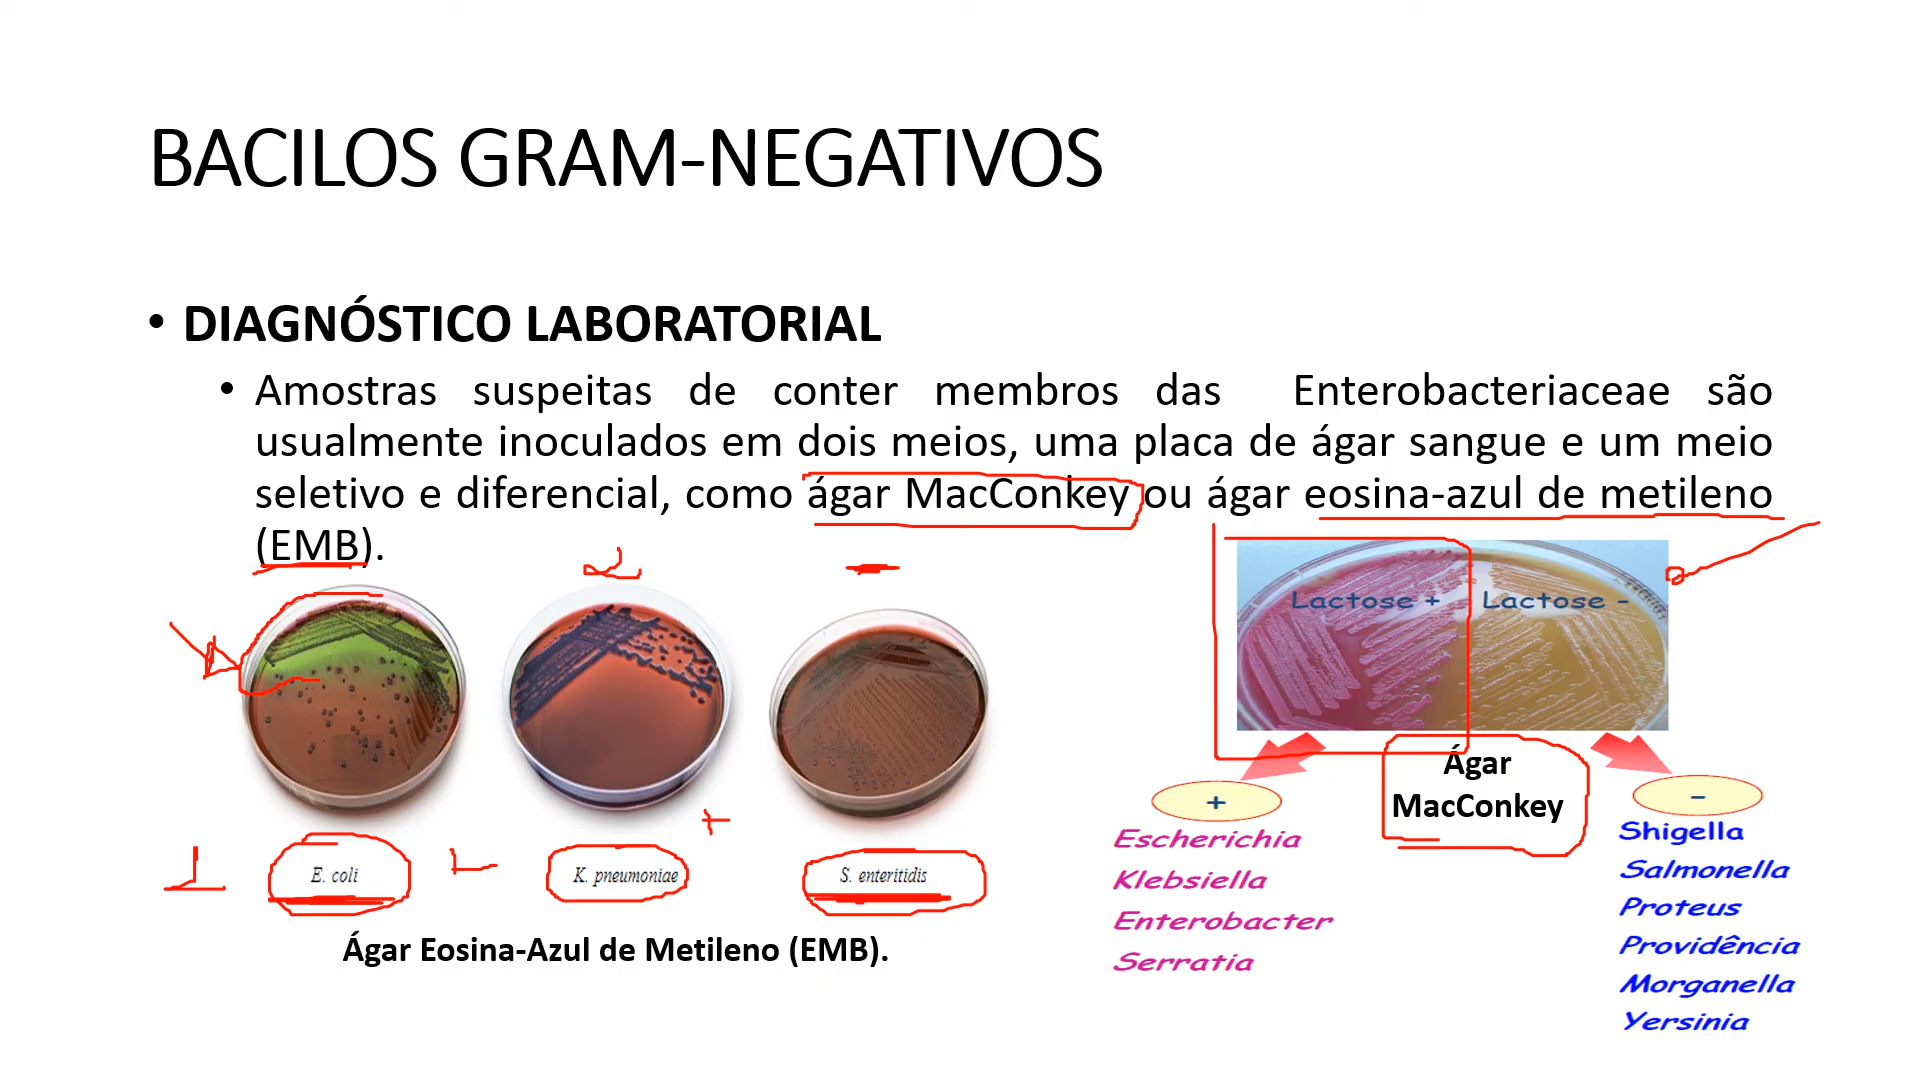 BACILOS GRAM-NEGATIVOS
• DIAGNÓSTICO LABORATORIAL
• Amostras suspeitas de conter membros das Enterobacteriaceae são
usualmente inoculados em dois meios, uma placa de ágar sangue e um meio
seletivo e diferencial, como ágar MacConkey ou ágar eosina-azul de metileno
(EMB).
E. coli
K. pneumoniae
S. enteritidis
Ágar Eosina-Azul de Metileno (EMB).
Lactose +
Lactose -
Ágar
MacConkey
+
Escherichia
Klebsiella
Enterobacter
Serratia
-
Shigella
Salmonella
Proteus
Providência
Morganella
Yersinia